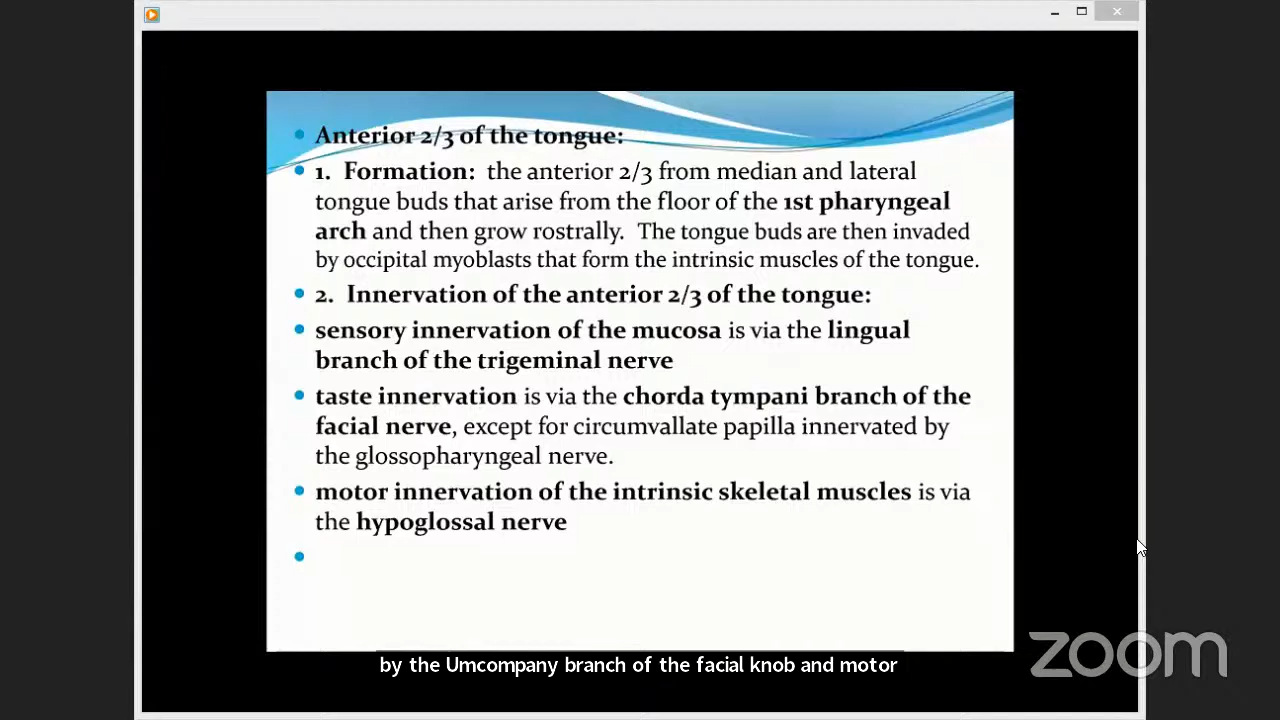 Anterior 2/3 of the tongue:
1. Formation: the anterior 2/3 from median and lateral
tongue buds that arise from the floor of the 1st pharyngeal
arch and then grow rostrally. The tongue buds are then invaded
by occipital myoblasts that form the intrinsic muscles of the tongue.
2. Innervation of the anterior 2/3 of the tongue:
sensory innervation of the mucosa is via the lingual
branch of the trigeminal nerve
taste innervation is via the chorda tympani branch of the
facial nerve, except for circumvallate papilla innervated by
the glossopharyngeal nerve.
motor innervation of the intrinsic skeletal muscles is via
the hypoglossal nerve
by the Umcompany branch of the facial knob and motor
zoom